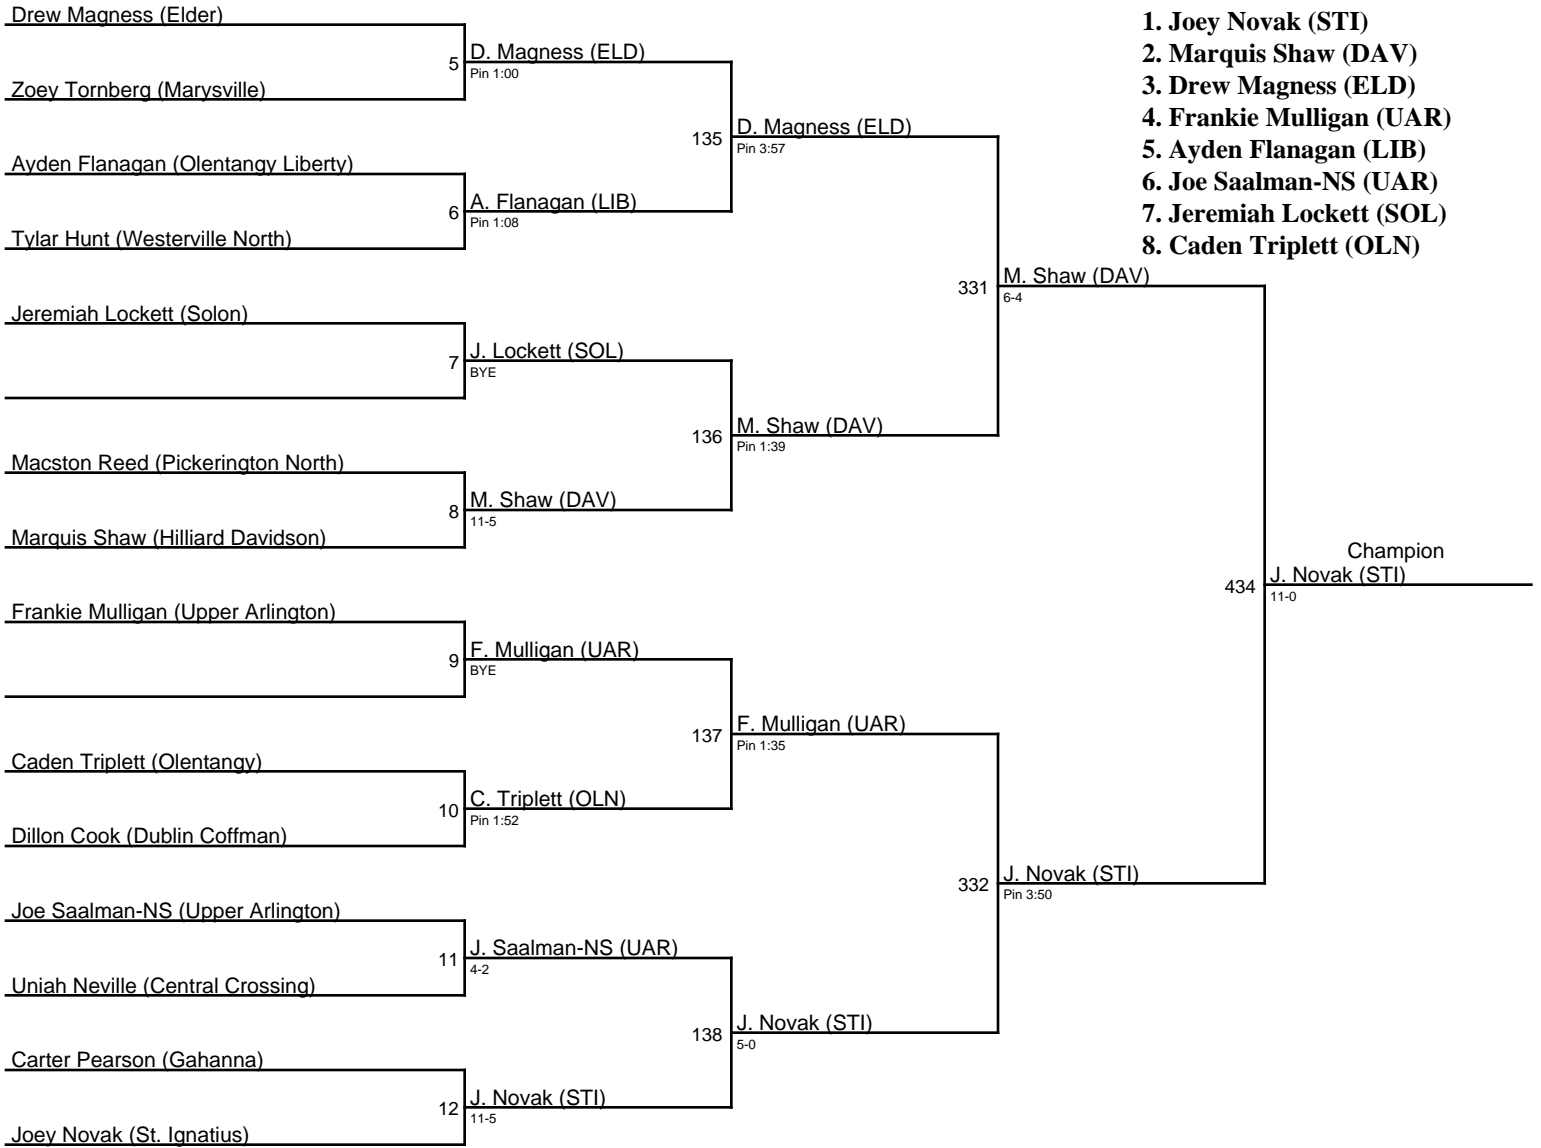 Drew Magness (Elder)
Zoey Tornberg (Marysville)
Ayden Flanagan (Olentangy Liberty)
Tylar Hunt (Westerville North)
Jeremiah Lockett (Solon)
Macston Reed (Pickerington North)
Marquis Shaw (Hilliard Davidson)
Frankie Mulligan (Upper Arlington)
Caden Triplett (Olentangy)
Dillon Cook (Dublin Coffman)
Joe Saalman-NS (Upper Arlington)
Uniah Neville (Central Crossing)
Carter Pearson (Gahanna)
Joey Novak (St. Ignatius)
5 D. Magness (ELD)
Pin 1:00
6 A. Flanagan (LIB)
Pin 1:08
7 J. Lockett (SOL)
BYE
8 M. Shaw (DAV)
11-5
9 F. Mulligan (UAR)
BYE
10 C. Triplett (OLN)
Pin 1:52
11 J. Saalman-NS (UAR)
4-2
12 J. Novak (STI)
11-5
135 D. Magness (ELD)
Pin 3:57
136 M. Shaw (DAV)
Pin 1:39
137 F. Mulligan (UAR)
Pin 1:35
138 J. Novak (STI)
5-0
331 M. Shaw (DAV)
6-4
332 J. Novak (STI)
Pin 3:50
Champion
434 J. Novak (STI)
11-0
1. Joey Novak (STI)
2. Marquis Shaw (DAV)
3. Drew Magness (ELD)
4. Frankie Mulligan (UAR)
5. Ayden Flanagan (LIB)
6. Joe Saalman-NS (UAR)
7. Jeremiah Lockett (SOL)
8. Caden Triplett (OLN)